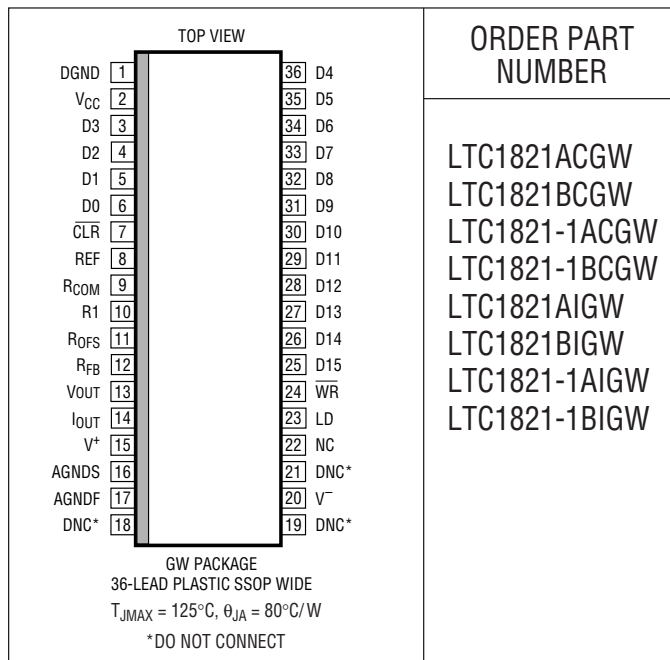 TOP VIEW
DGND 1
VCC 2
D3 3
D2 4
D1 5
D0 6
CLR 7
REF 8
RCOM 9
R1 10
ROFS 11
RFB 12
VOUT 13
IOUT 14
V+ 15
AGNDS 16
AGNDF 17
DNC* 18
36 D4
35 D5
34 D6
33 D7
32 D8
31 D9
30 D10
29 D11
28 D12
27 D13
26 D14
25 D15
24 WR
23 LD
22 NC
21 DNC*
20 V–
19 DNC*
GW PACKAGE
36-LEAD PLASTIC SSOP WIDE
TJMAX = 125°C, θJA = 80°C/W
*DO NOT CONNECT
ORDER PART
NUMBER
LTC1821ACGW
LTC1821BCGW
LTC1821-1ACGW
LTC1821-1BCGW
LTC1821AIGW
LTC1821BIGW
LTC1821-1AIGW
LTC1821-1BIGW